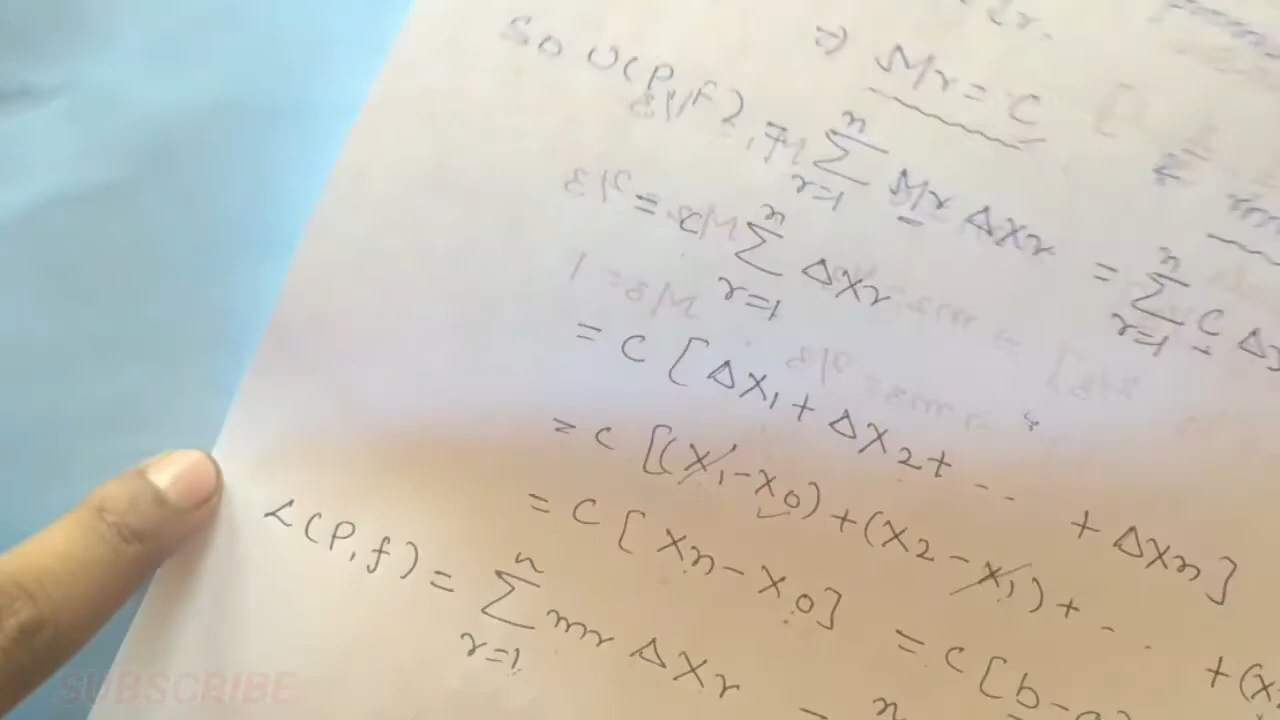 ⇒ Mr = C [
So U(P, f) = Σ_{r=1}^{n} Mr Δxr = Σ_{r=1}^{n} C Δx
= C Σ_{r=1}^{n} Δxr
= C [Δx₁ + Δx₂ + - - + Δxn]
= C [(x₁ - x₀) + (x₂ - x₁) + - - + (x
= C [xn - x₀] = C [b - a]
L(P, f) = Σ_{r=1}^{n} mr Δxr = n
SUBSCRIBE